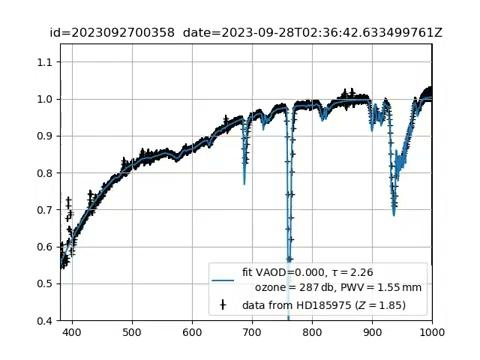 id=2023092700358 date=2023-09-28T02:36:42.633499761Z
1.1
1.0
0.9
0.8
0.7
0.6
0.5
0.4
fit VAOD=0.000, τ = 2.26
ozone = 287 db, PWV = 1.55 mm
data from HD185975 (Z = 1.85)
400 500 600 700 800 900 1000